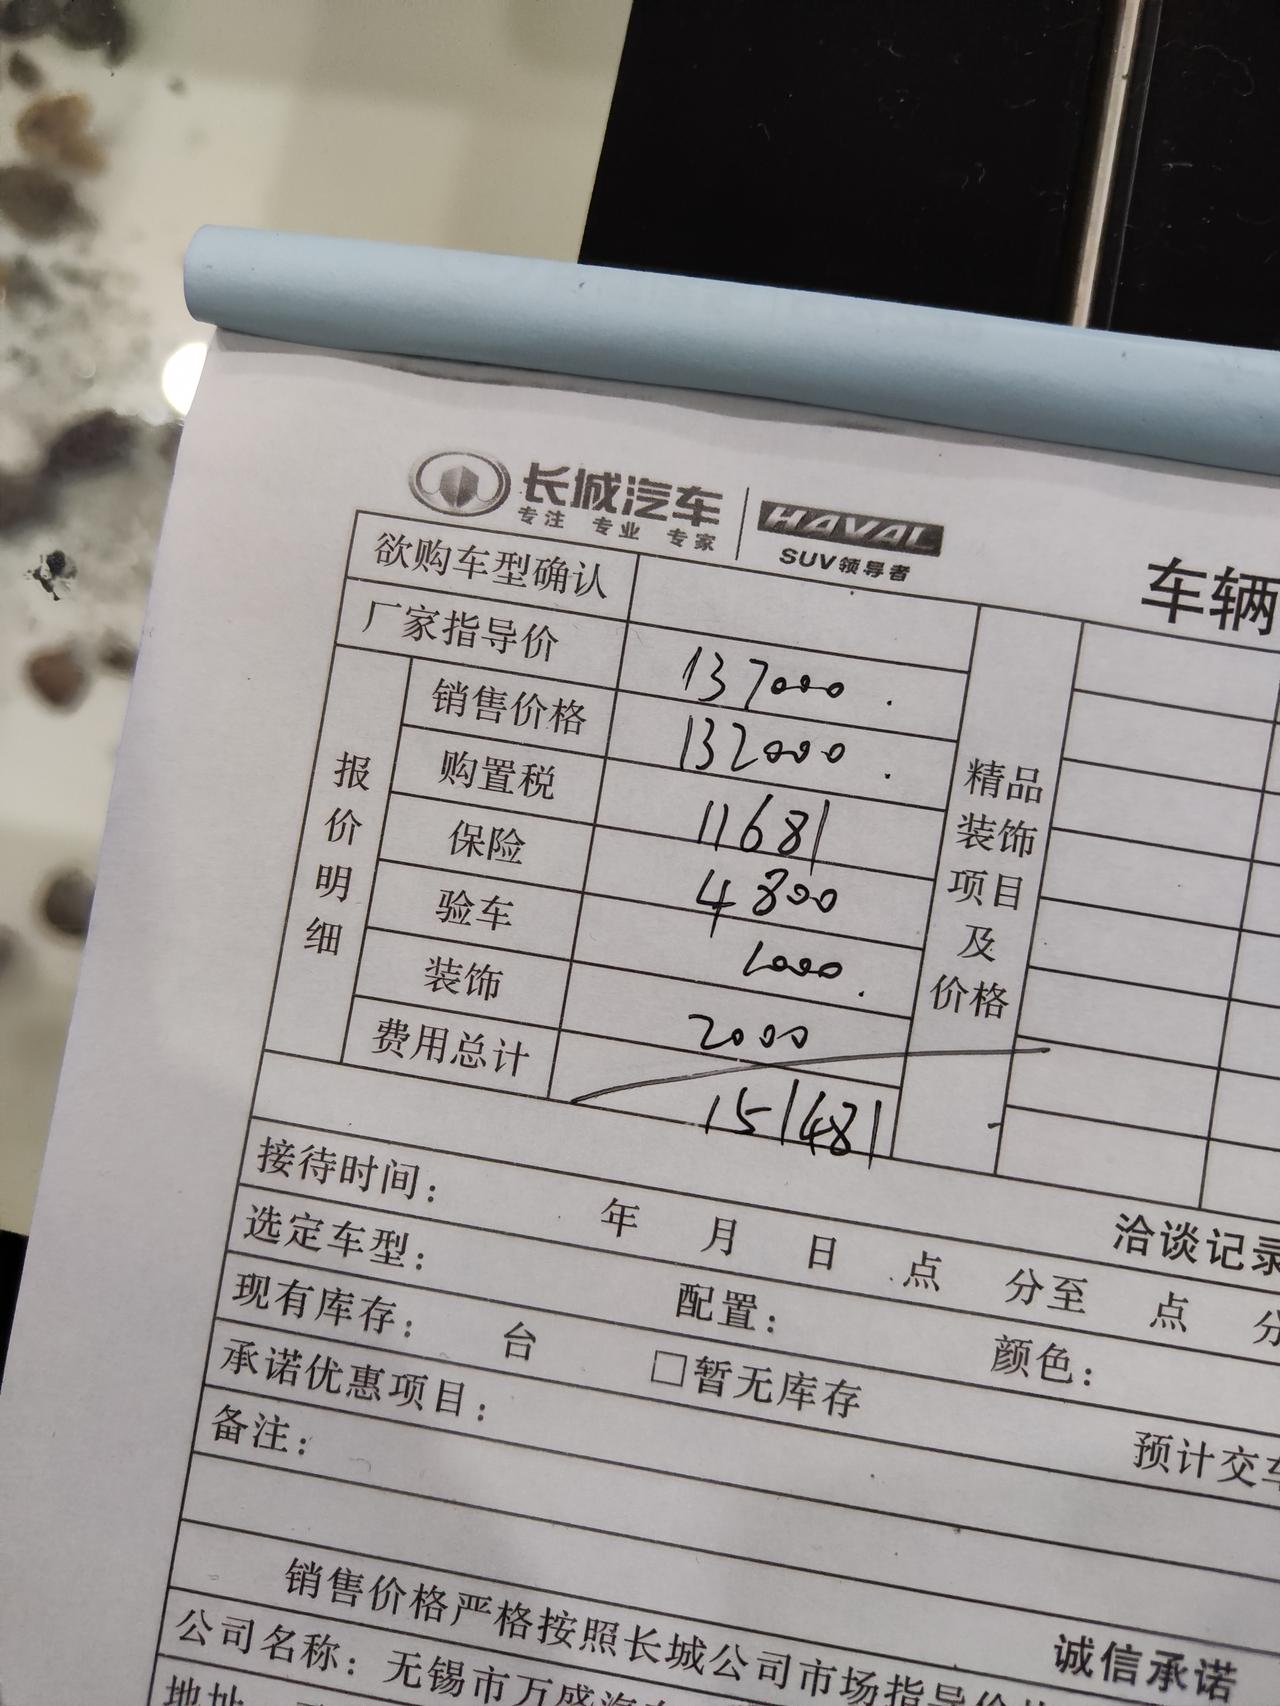 长城汽车 HAVAL
专注 专业 专家 SUV领导者
车辆
欲购车型确认
厂家指导价 137000.
报价明细
销售价格 132000.
购置税 11681
保险 4800
验车 1000.
装饰 2000
费用总计 151481
精品装饰项目及价格
洽谈记录
接待时间： 年 月 日 点 分至 点 分
选定车型： 配置： 颜色：
现有库存： 台 □暂无库存
承诺优惠项目： 预计交车
备注：
诚信承诺
销售价格严格按照长城公司市场指导价
公司名称：无锡市万盛汽
地址